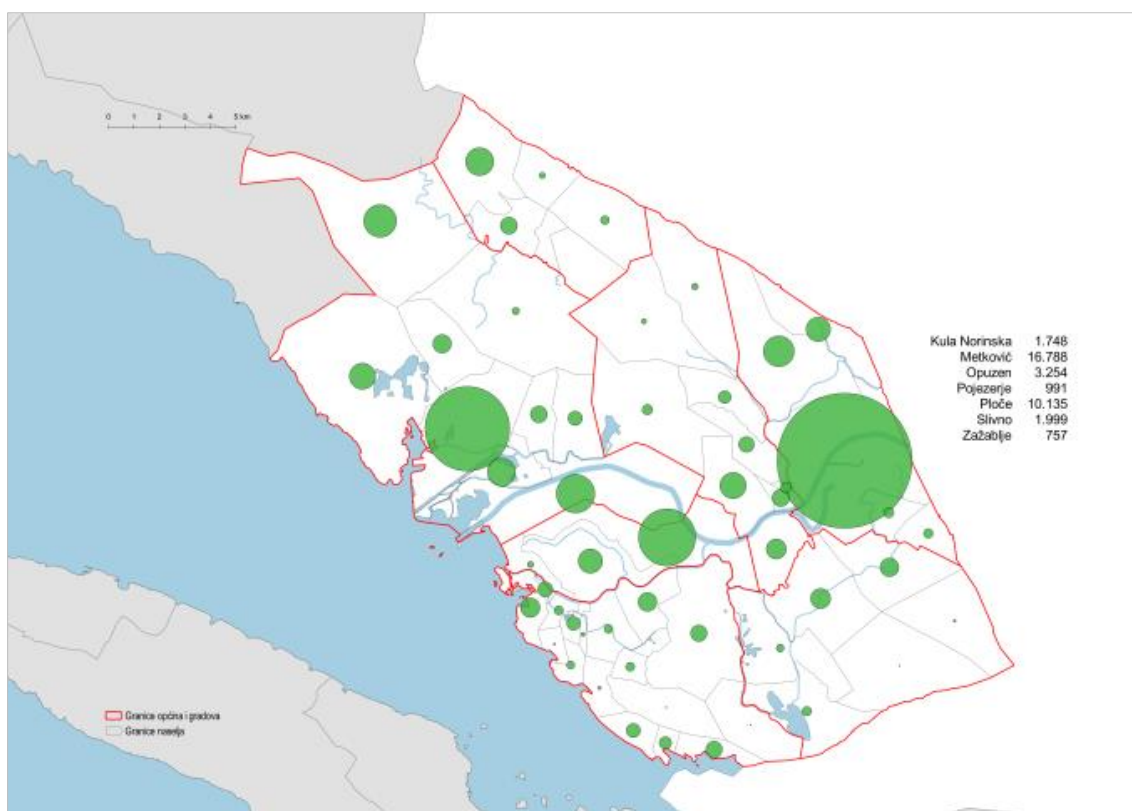 0 1 2 3 4 5 km
Kula Norinska 1.748
Metković 16.788
Opuzen 3.254
Pojezerje 991
Ploče 10.135
Slivno 1.999
Zažablje 757
Granice općina i gradova
Granice naselja